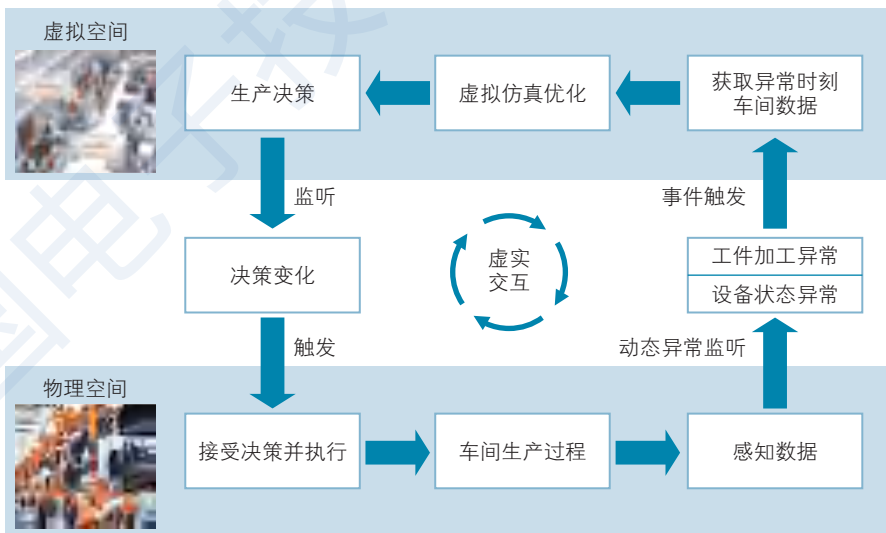 虚拟空间
生产决策
虚拟仿真优化
获取异常时刻
车间数据
监听
事件触发
决策变化
虚实
交互
工件加工异常
设备状态异常
触发
动态异常监听
物理空间
接受决策并执行
车间生产过程
感知数据
国电子技